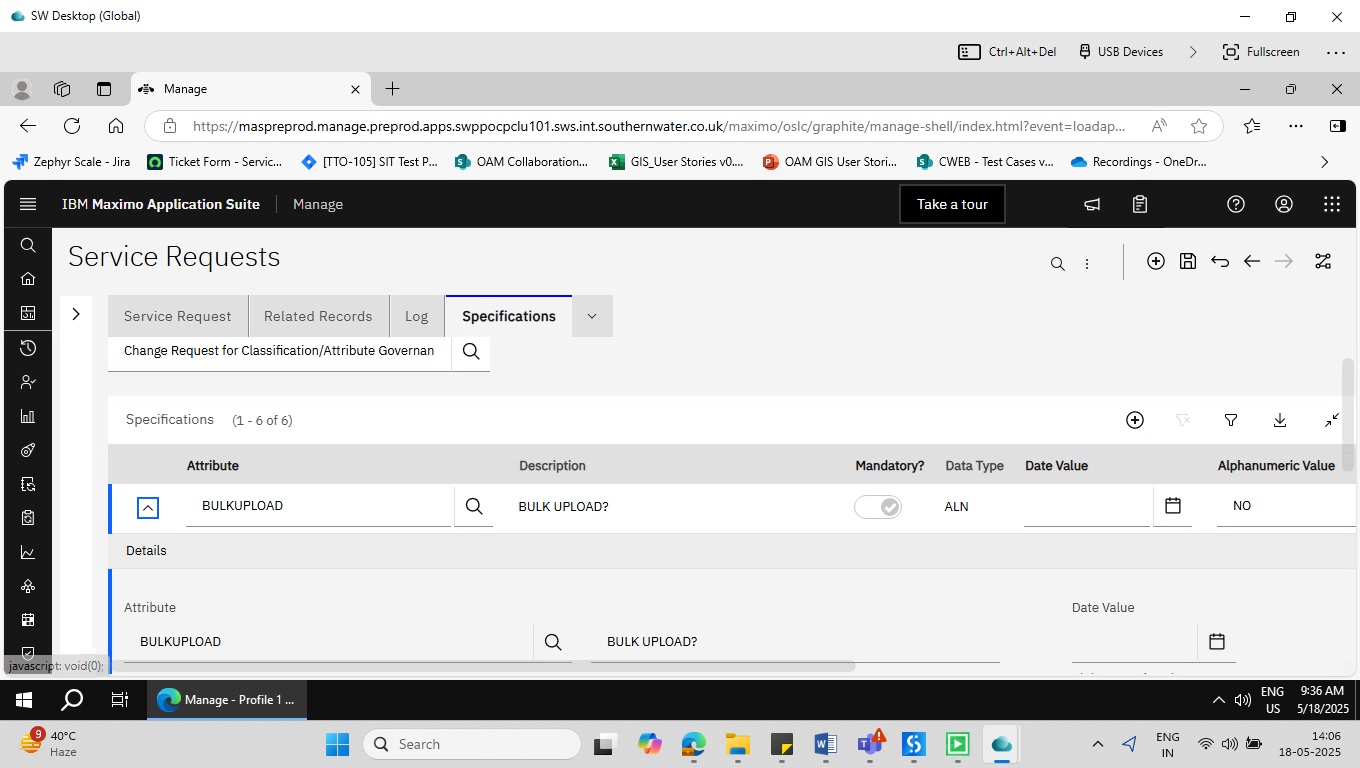 SW Desktop (Global)
Ctrl+Alt+Del
USB Devices
Fullscreen
Manage
https://maspreprod.manage.preprod.apps.swppocpclu101.sws.int.southernwater.co.uk/maximo/oslc/graphite/manage-shell/index.html?event=loadap...
Zephyr Scale - Jira
Ticket Form - Servic...
[TTO-105] SIT Test P...
OAM Collaboration...
GIS_User Stories v0....
OAM GIS User Stori...
CWEB - Test Cases v...
Recordings - OneDr...
IBM Maximo Application Suite
Manage
Take a tour
Service Requests
Service Request
Related Records
Log
Specifications
Change Request for Classification/Attribute Governan
Specifications (1 - 6 of 6)
Attribute
Description
Mandatory?
Data Type
Date Value
Alphanumeric Value
BULKUPLOAD
BULK UPLOAD?
ALN
NO
Details
Attribute
Date Value
BULKUPLOAD
BULK UPLOAD?
javascript: void(0);
Manage - Profile 1 ...
ENG
US
9:36 AM
5/18/2025
9
40°C
Haze
Search
ENG
IN
14:06
18-05-2025